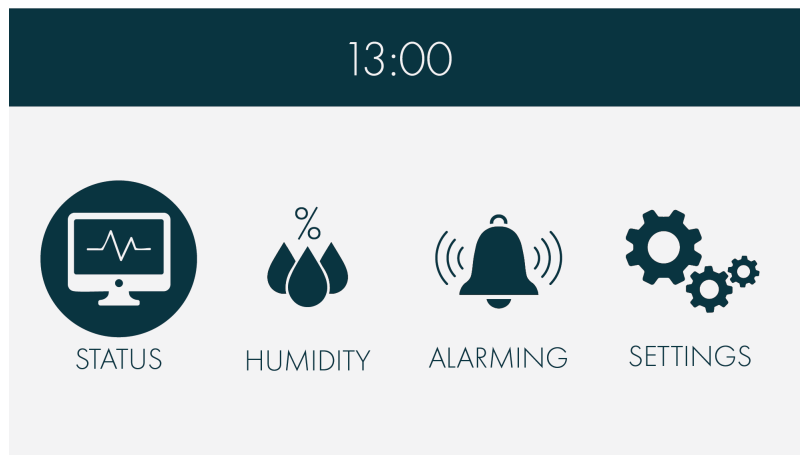 13:00
%
STATUS
HUMIDITY
ALARMING
SETTINGS